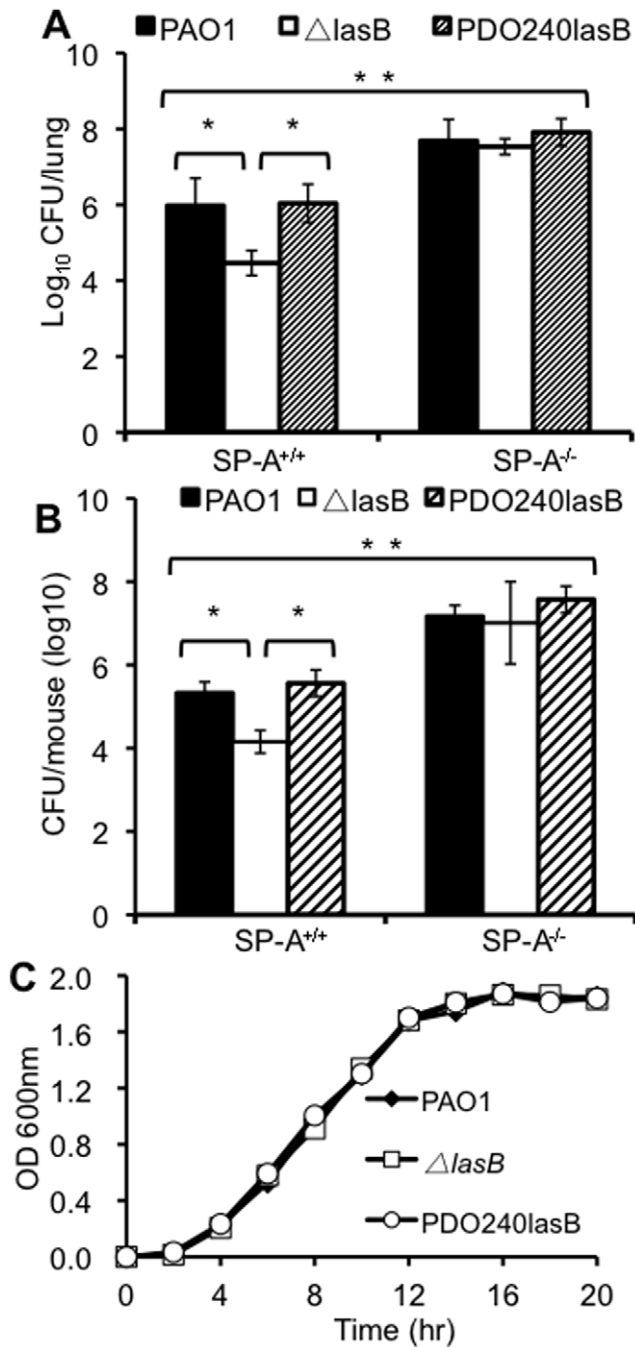 A
PAO1 △lasB PDO240lasB
* *
* *
10
8
6
4
2
0
Log10 CFU/lung
SP-A+/+ SP-A-/-
B
PAO1 △lasB PDO240lasB
* *
* *
10
8
6
4
2
0
CFU/mouse (log10)
SP-A+/+ SP-A-/-
C
2.0
1.6
1.2
0.8
0.4
0.0
OD 600nm
PAO1
△lasB
PDO240lasB
0 4 8 12 16 20
Time (hr)